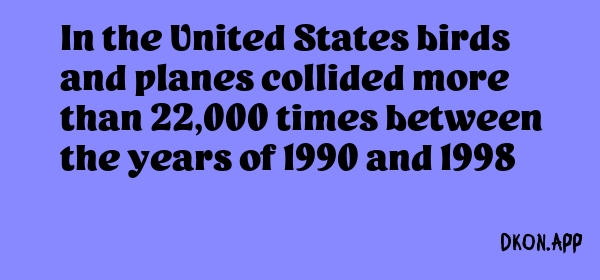 In the United States birds
and planes collided more
than 22,000 times between
the years of 1990 and 1998
DKON.APP